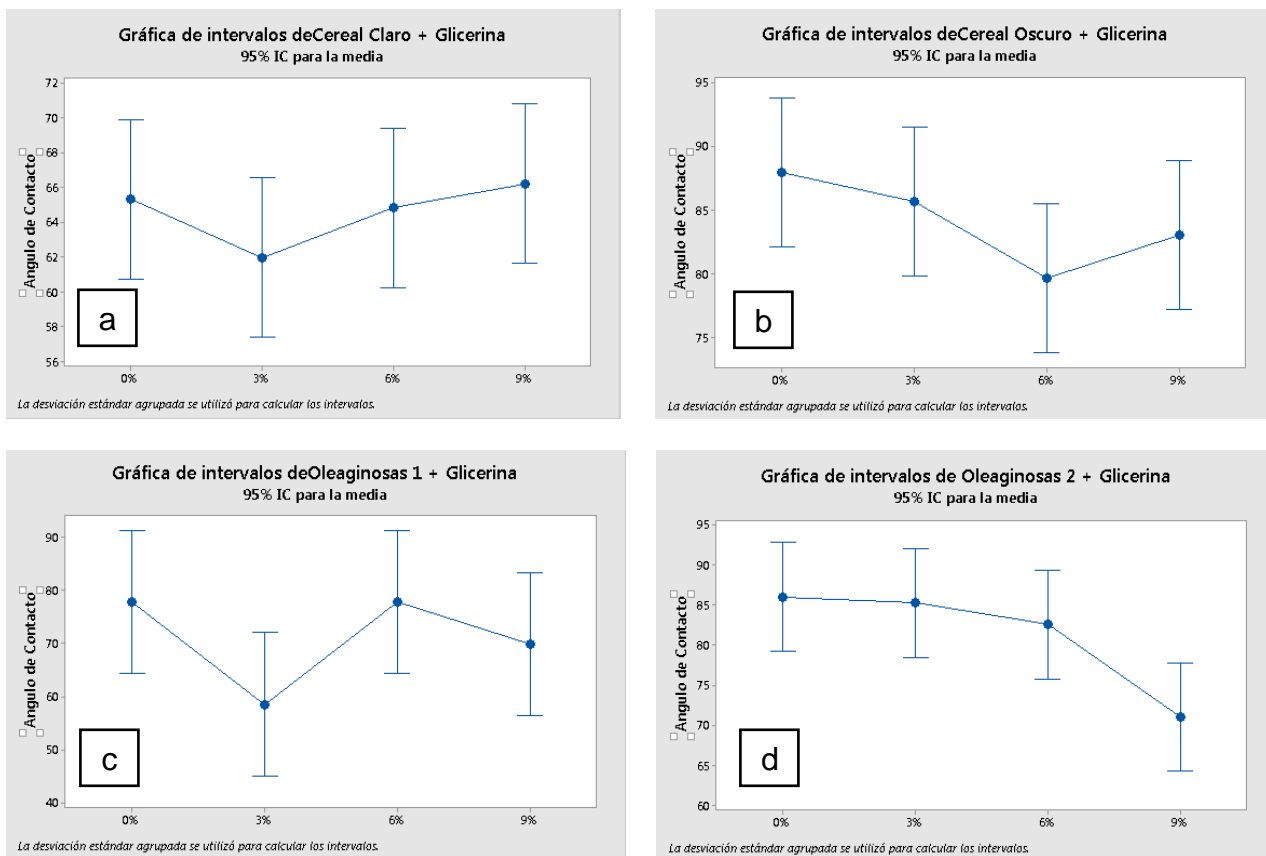 Gráfica de intervalos deCereal Claro + Glicerina
95% IC para la media
Angulo de Contacto
72
70
68
66
64
62
60
58
56
a
0% 3% 6% 9%
La desviación estándar agrupada se utilizó para calcular los intervalos.
Gráfica de intervalos deCereal Oscuro + Glicerina
95% IC para la media
Angulo de Contacto
95
90
85
80
75
b
0% 3% 6% 9%
La desviación estándar agrupada se utilizó para calcular los intervalos.
Gráfica de intervalos deOleaginosas 1 + Glicerina
95% IC para la media
Angulo de Contacto
90
80
70
60
50
40
c
0% 3% 6% 9%
La desviación estándar agrupada se utilizó para calcular los intervalos.
Gráfica de intervalos de Oleaginosas 2 + Glicerina
95% IC para la media
Angulo de Contacto
95
90
85
80
75
70
65
60
d
0% 3% 6% 9%
La desviación estándar agrupada se utilizó para calcular los intervalos.